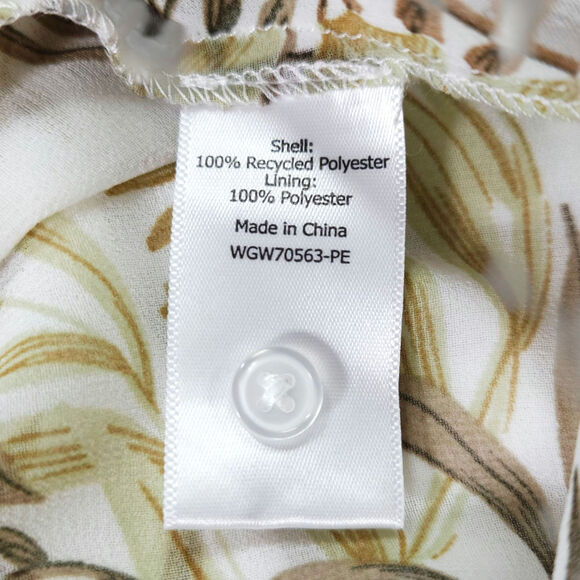 Shell:
100% Recycled Polyester
Lining:
100% Polyester
Made in China
WGW70563-PE